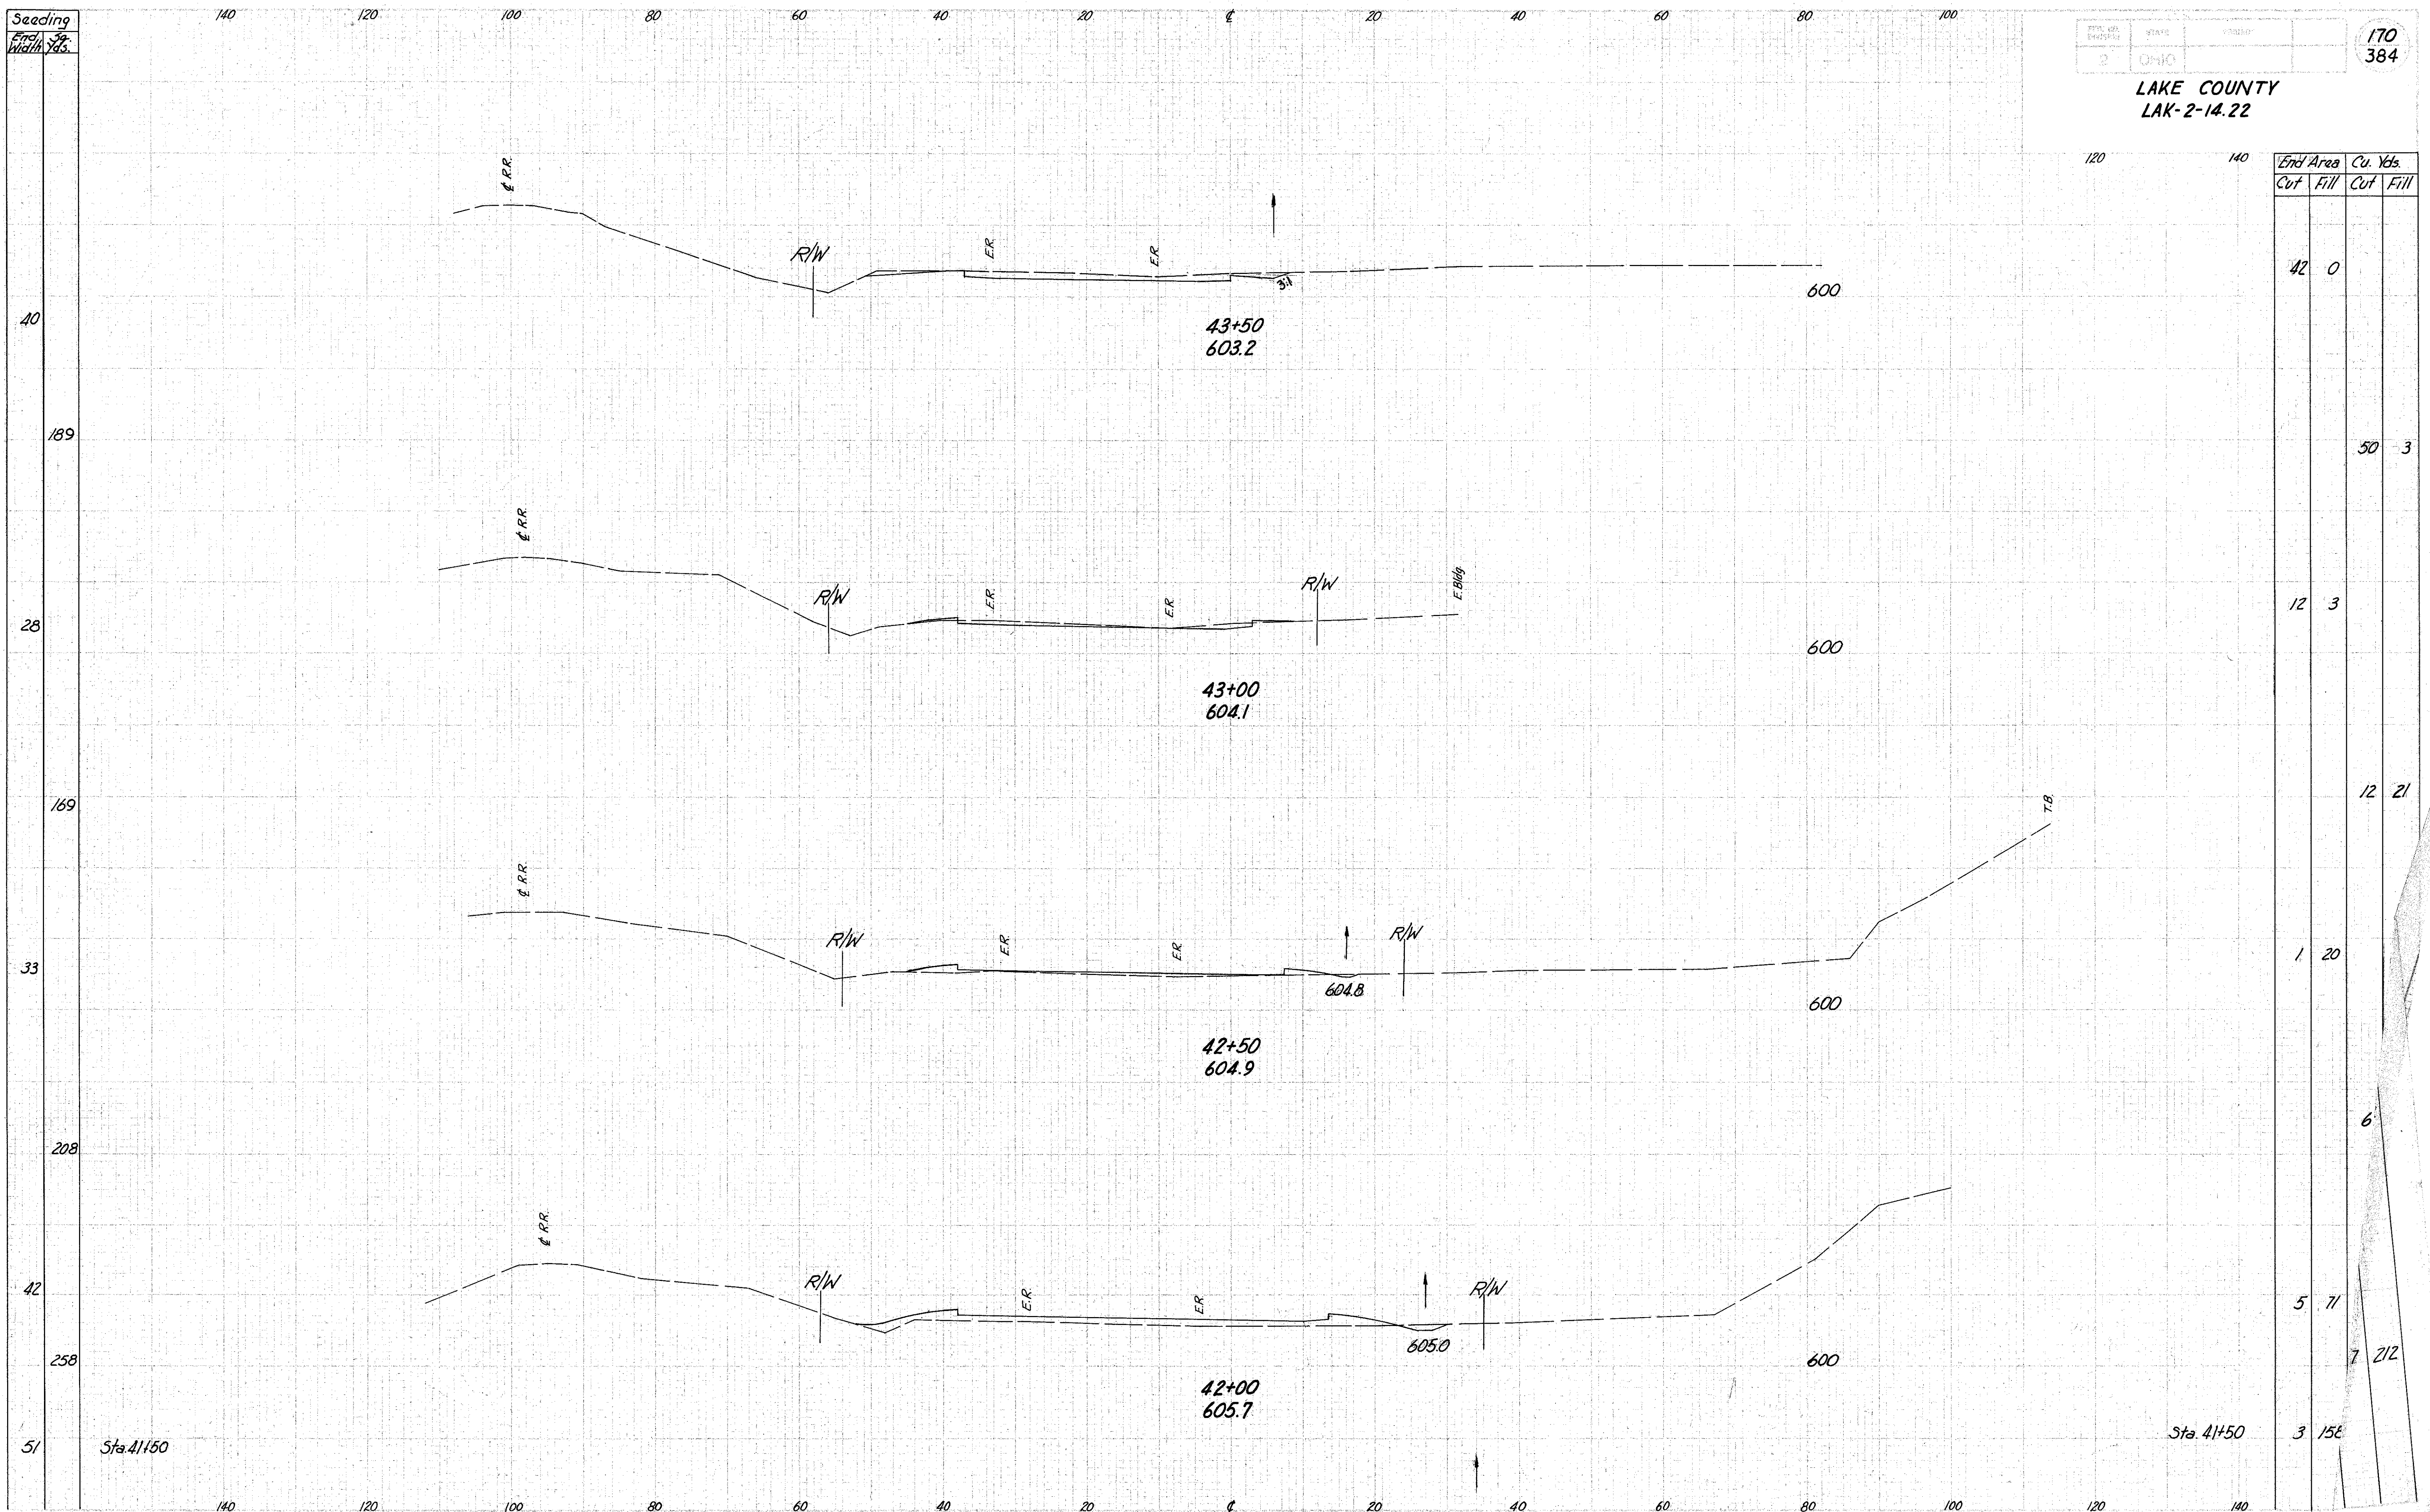 Seeding
End Width Sq. Yds.
140 120 100 80 60 40 20 ℄ 20 40 60 80 100
2 OHIO
170
384
LAKE COUNTY
LAK-2-14.22
120 140
End Area Cu. Yds.
Cut Fill Cut Fill
℄ R.R.
R/W
E.R.
E.R.
3:1
600
42 0
40
43+50
603.2
189
50 3
℄ R.R.
R/W
E.R.
E.R.
R/W
E. Bldg.
600
12 3
28
43+00
604.1
169
12 21
T.B.
℄ R.R.
R/W
E.R.
E.R.
R/W
604.8
600
1 20
33
42+50
604.9
208
6
℄ R.R.
R/W
E.R.
E.R.
R/W
605.0
600
5 71
42
42+00
605.7
258
7 212
51 Sta. 41+50
Sta. 41+50 3 158
140 120 100 80 60 40 20 ℄ 20 40 60 80 100 120 140